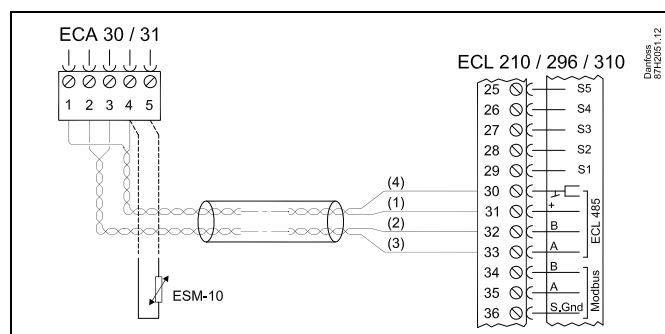 ECA 30 / 31
1 2 3 4 5
ECL 210 / 296 / 310
Danfoss
87H2051.12
25 S5
26 S4
27 S3
28 S2
29 S1
(4) 30
(1) 31 +
(2) 32 B
(3) 33 A
ECL 485
34 B
35 A
36 S.Gnd
Modbus
ESM-10